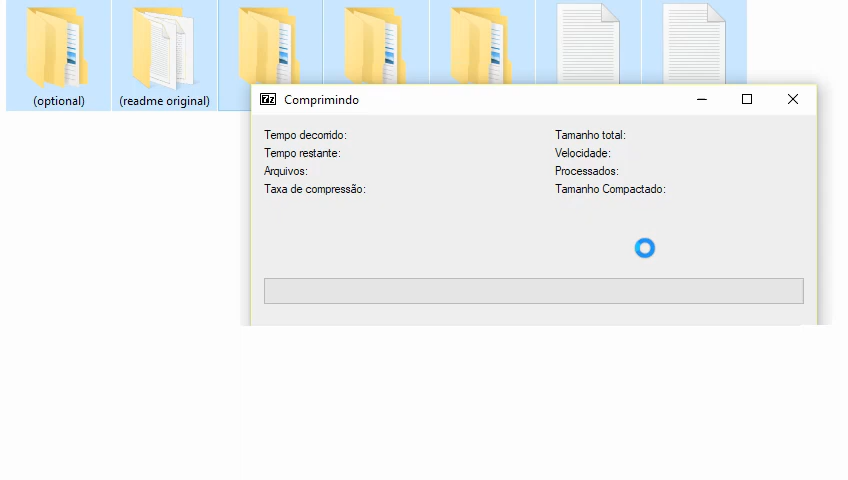 (optional)
(readme original)
7z Comprimindo
Tempo decorrido:
Tempo restante:
Arquivos:
Taxa de compressão:
Tamanho total:
Velocidade:
Processados:
Tamanho Compactado: